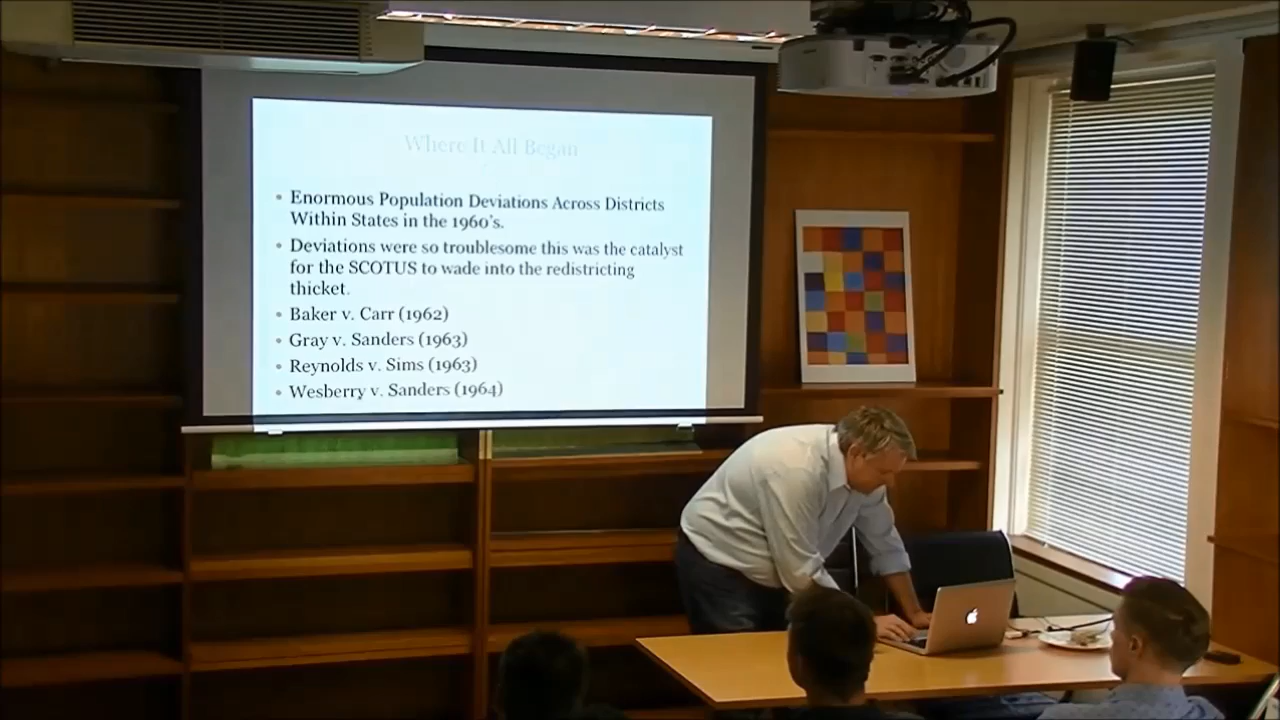 Where It All Began
• Enormous Population Deviations Across Districts
Within States in the 1960's.
• Deviations were so troublesome this was the catalyst
for the SCOTUS to wade into the redistricting
thicket.
• Baker v. Carr (1962)
• Gray v. Sanders (1963)
• Reynolds v. Sims (1963)
• Wesberry v. Sanders (1964)